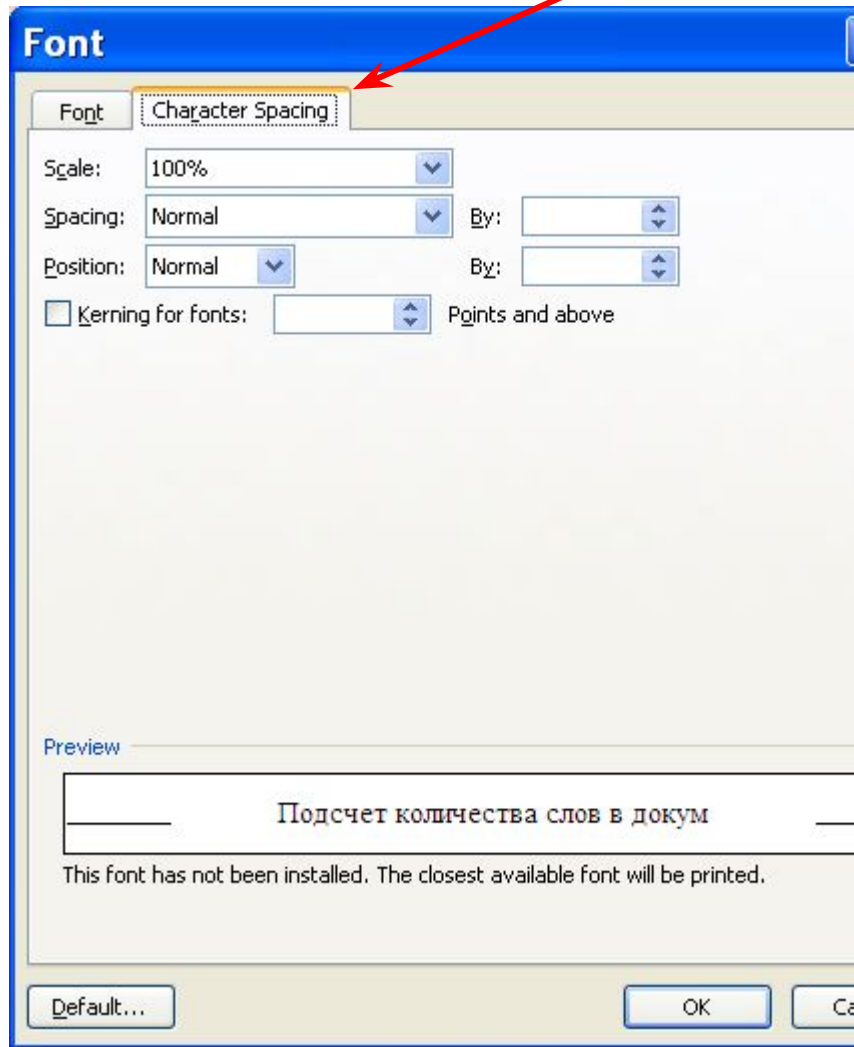 Font
Font Character Spacing
Scale: 100%
Spacing: Normal By:
Position: Normal By:
Kerning for fonts: Points and above
Preview
Подсчет количества слов в докум
This font has not been installed. The closest available font will be printed.
Default... OK Ca